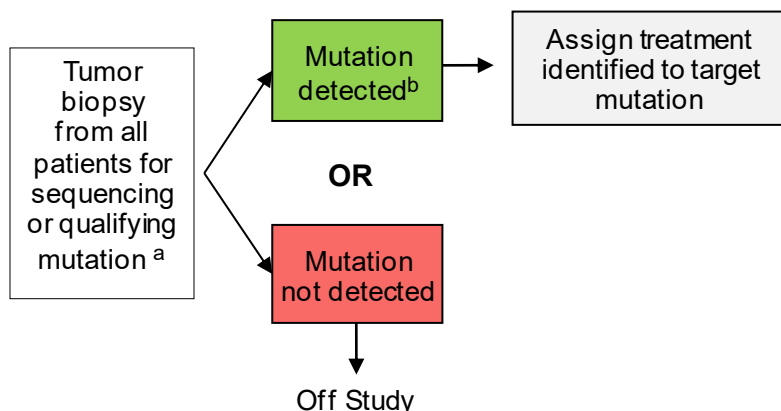 Tumor
biopsy
from all
patients for
sequencing
or qualifying
mutation a
Mutation
detectedb
OR
Mutation
not detected
Off Study
Assign treatment
identified to target
mutation